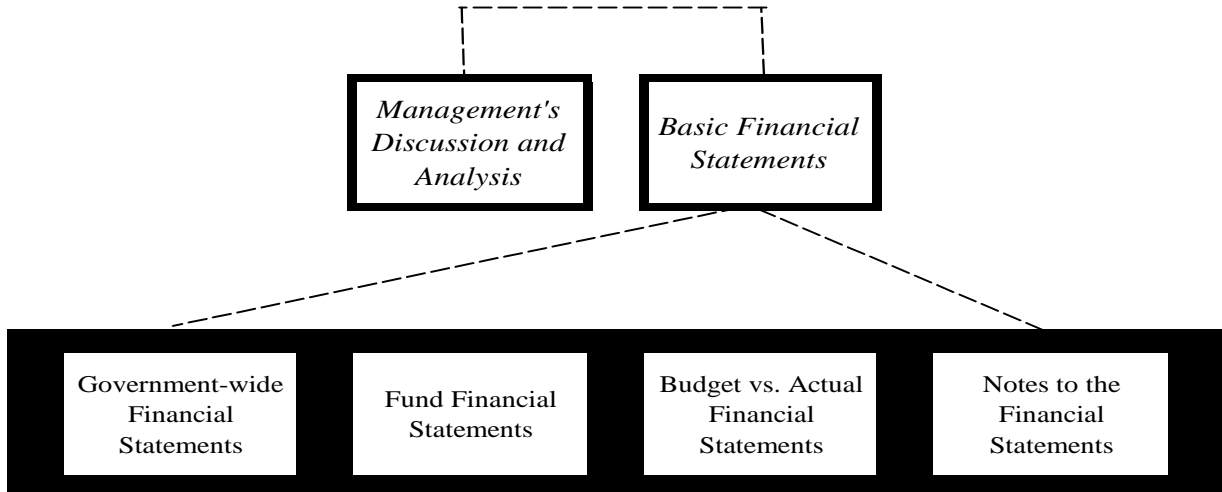 Management's
Discussion and
Analysis
Basic Financial
Statements
Government-wide
Financial
Statements
Fund Financial
Statements
Budget vs. Actual
Financial
Statements
Notes to the
Financial
Statements